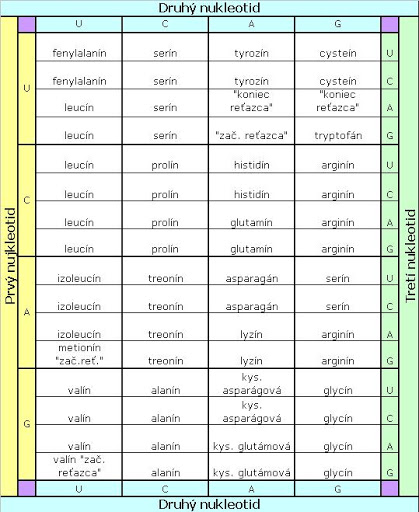 Druhý nukleotid
U C A G
fenylalanín serín tyrozín cysteín U
fenylalanín serín tyrozín cysteín C
"koniec "koniec
leucín serín reťazca" reťazca" A
U
leucín serín "zač. reťazca" tryptofán G
leucín prolín histidín arginín U
leucín prolín histidín arginín C
C
leucín prolín glutamín arginín A
leucín prolín glutamín arginín G
Prvý nujkleotid
Tretí nukleotid
izoleucín treonín asparagán serín U
izoleucín treonín asparagán serín C
A
izoleucín treonín lyzín arginín A
metionín
"zač.reť." treonín lyzín arginín G
kys.
valín alanín asparágová glycín U
kys.
valín alanín asparágová glycín C
G
valín alanín kys. glutámová glycín A
valín "zač.
reťazca" alanín kys. glutámová glycín G
U C A G
Druhý nukleotid